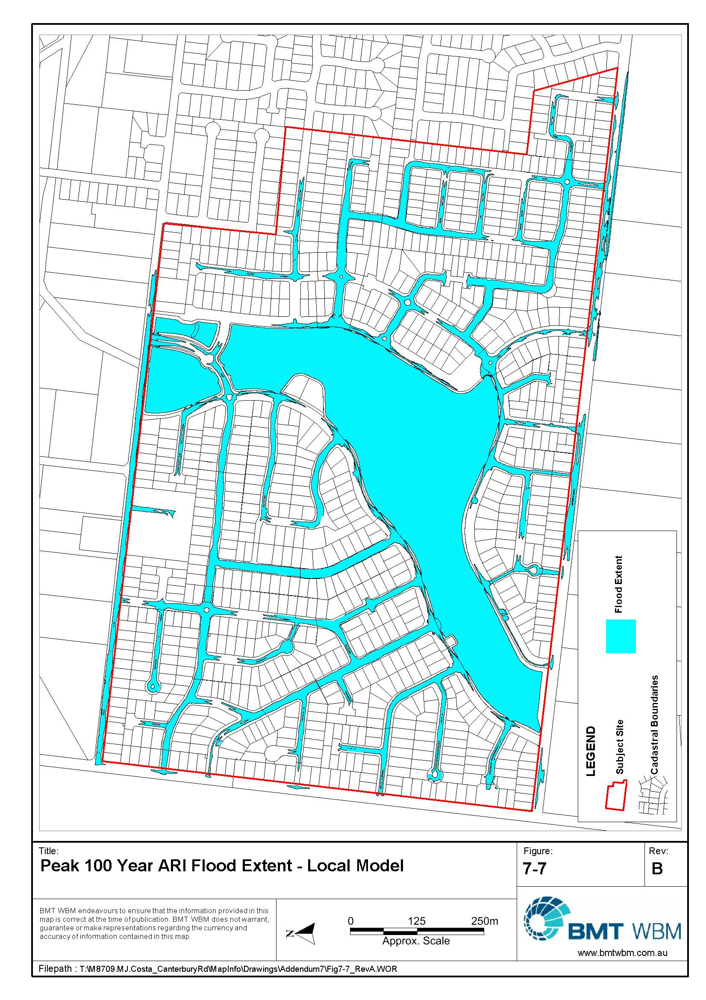 Flood Extent
LEGEND
Subject Site
Cadastral Boundaries
Title:
Peak 100 Year ARI Flood Extent - Local Model
Figure:
7-7
Rev:
B
BMT WBM endeavours to ensure that the information provided in this
map is correct at the time of publication. BMT WBM does not warrant,
guarantee or make representations regarding the currency and
accuracy of information contained in this map.
N
0 125 250m
Approx. Scale
BMT WBM
www.bmtwbm.com.au
Filepath : T:\M8709.MJ.Costa_CanterburyRd\MapInfo\Drawings\Addendum7\Fig7-7_RevA.WOR